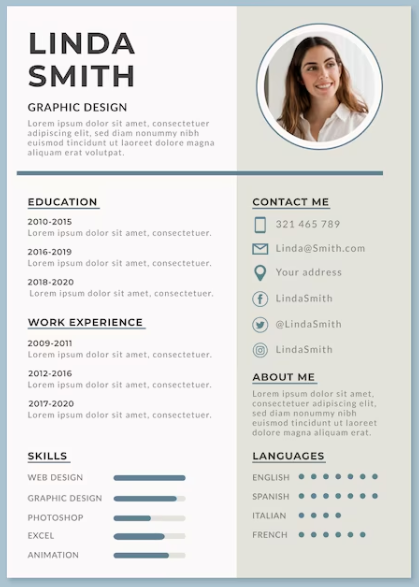 LINDA
SMITH
GRAPHIC DESIGN
Lorem ipsum dolor sit amet, consectetuer
adipiscing elit, sed diam nonummy nibh
euismod tincidunt ut laoreet dolore magna
aliquam erat volutpat.
EDUCATION
2010-2015
Lorem ipsum dolor sit amet, consectetuer.
2016-2019
Lorem ipsum dolor sit amet, consectetuer.
2018-2020
Lorem ipsum dolor sit amet, consectetuer.
WORK EXPERIENCE
2009-2011
Lorem ipsum dolor sit amet, consectetuer.
2012-2016
Lorem ipsum dolor sit amet, consectetuer.
2017-2020
Lorem ipsum dolor sit amet, consectetuer.
SKILLS
WEB DESIGN
GRAPHIC DESIGN
PHOTOSHOP
EXCEL
ANIMATION
CONTACT ME
321 465 789
Linda@Smith.com
Your address
LindaSmith
@LindaSmith
LindaSmith
ABOUT ME
Lorem ipsum dolor sit amet,
consectetuer adipiscing elit,
sed diam nonummy nibh
euismod tincidunt ut laoreet
dolore magna aliquam erat.
LANGUAGES
ENGLISH
SPANISH
ITALIAN
FRENCH